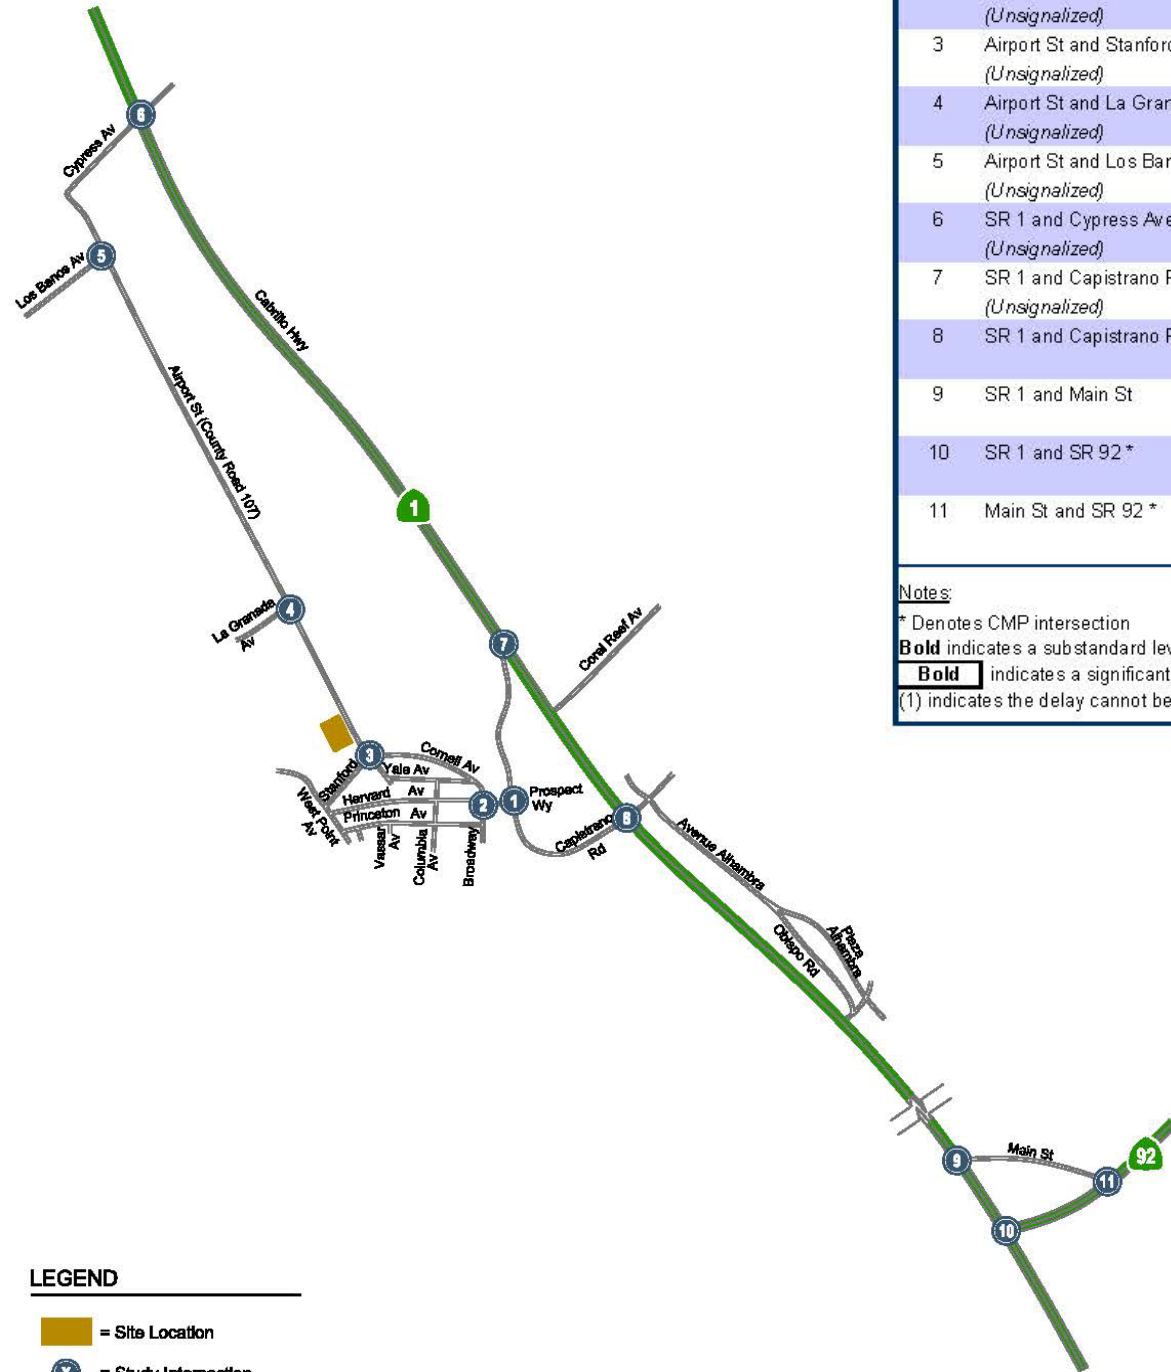 (Unsignalized)
3 Airport St and Stanford
(Unsignalized)
4 Airport St and La Gran
(Unsignalized)
5 Airport St and Los Ban
(Unsignalized)
6 SR 1 and Cypress Ave
(Unsignalized)
7 SR 1 and Capistrano R
(Unsignalized)
8 SR 1 and Capistrano R
9 SR 1 and Main St
10 SR 1 and SR 92 *
11 Main St and SR 92 *
Notes:
* Denotes CMP intersection
Bold indicates a substandard lev
Bold indicates a significant
(1) indicates the delay cannot be
6
Cypress Av
5
Los Banos Av
Cabrillo Hwy
Airport St (County Road 107)
1
4
La Granada
Av
7
Coral Reef Av
3
Cornell Av
Stanford
Yale Av
Harvard Av
Princeton Av
West Point
Av
Vassar
Av
Columbia
Av
Broadway
2
1
Prospect
Wy
Capistrano
Rd
8
Avenue Alhambra
Obispo Rd
Plaza
Alhambra
9
Main St
92
11
10
LEGEND
= Site Location
X = Study Intersection